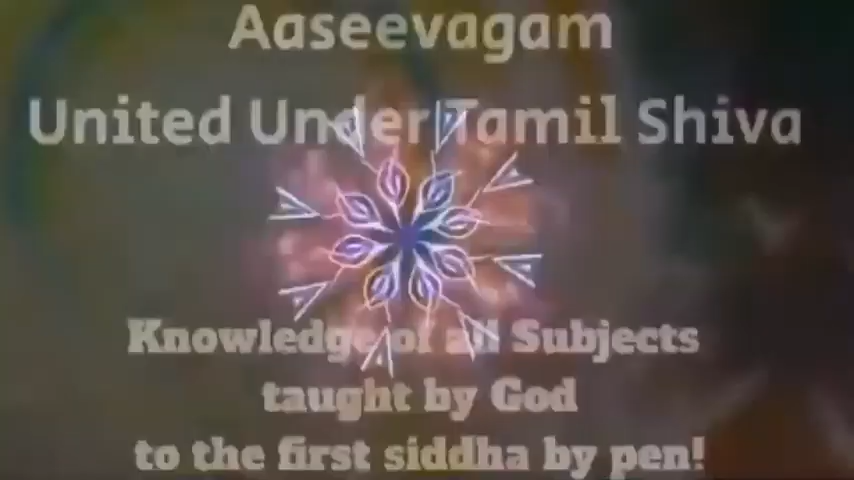 Aaseevagam
United Under Tamil Shiva
Knowledge of all Subjects
taught by God
to the first siddha by pen!